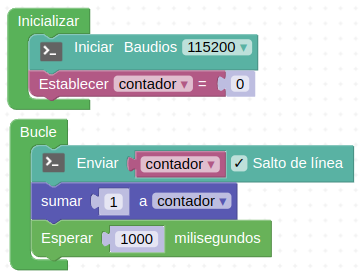 Inicializar
Iniciar Baudios 115200
Establecer contador = 0
Bucle
Enviar contador ✓ Salto de línea
sumar 1 a contador
Esperar 1000 milisegundos